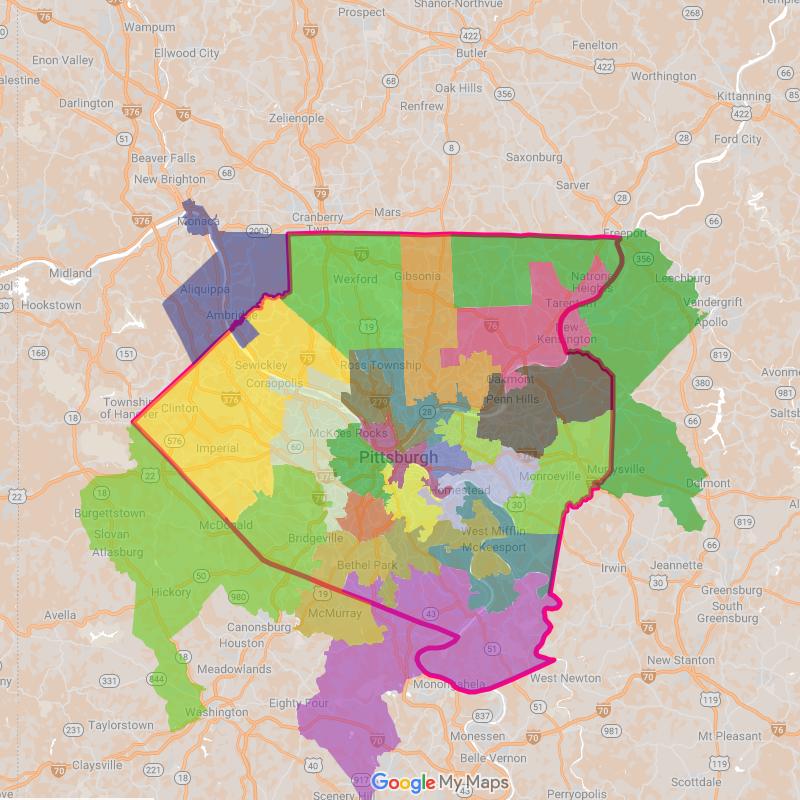 Prospect
Shanor-Northvue
268
Wampum
79
422
Butler
Fenelton
422
Ellwood City
Enon Valley
66
Worthington
Kittanning
Oak Hills
356
68
Renfrew
Darlington
376
76
Zelienople
422
Ford City
51
28
8
Beaver Falls
Saxonburg
New Brighton
68
Sarver
79
28
376
Mars
Cranberry
Twp
Monaca
2004
Freeport
66
356
Midland
76
Wexford
Gibsonia
Natrona
Heights
Leechburg
Hookstown
Aliquippa
Tarentum
Vandergrift
Ambridge
Apollo
19
76
New
Kensington
168
151
819
Sewickley
Ross Township
Coraopolis
Oakmont
380
Township
of Hanover
Clinton
376
279
Penn Hills
28
18
McKees Rocks
576
Imperial
60
Pittsburgh
22
Monroeville
Murrysville
Delmont
22
18
Homestead
30
Burgettstown
Slovan
McDonald
Bridgeville
West Mifflin
819
Atlasburg
McKeesport
66
Irwin
Jeannette
Bethel Park
30
50
Hickory
980
19
Greensburg
McMurray
43
South
Greensburg
Avella
Canonsburg
76
Houston
18
51
New Stanton
Meadowlands
331
844
Monongahela
West Newton
70
119
Eighty Four
Washington
51
837
231
Taylorstown
70
981
Monessen
Mt Pleasant
70
Claysville
221
18
40
Belle Vernon
119
917
Google My Maps
43
Scottdale
Scenery Hill
Perryopolis